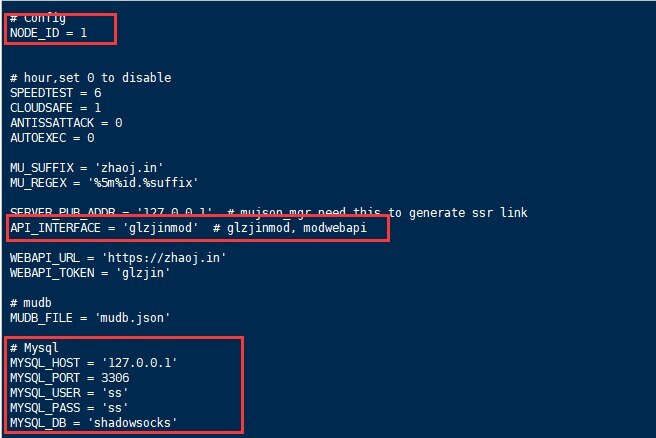 # Config
NODE_ID = 1
# hour,set 0 to disable
SPEEDTEST = 6
CLOUDSAFE = 1
ANTISSATTACK = 0
AUTOEXEC = 0
MU_SUFFIX = 'zhaoj.in'
MU_REGEX = '%5m%id.%suffix'
SERVER_PUB_ADDR = '127.0.0.1'  # mujson_mgr need this to generate ssr link
API_INTERFACE = 'glzjinmod'  # glzjinmod, modwebapi
WEBAPI_URL = 'https://zhaoj.in'
WEBAPI_TOKEN = 'glzjin'
# mudb
MUDB_FILE = 'mudb.json'
# Mysql
MYSQL_HOST = '127.0.0.1'
MYSQL_PORT = 3306
MYSQL_USER = 'ss'
MYSQL_PASS = 'ss'
MYSQL_DB = 'shadowsocks'